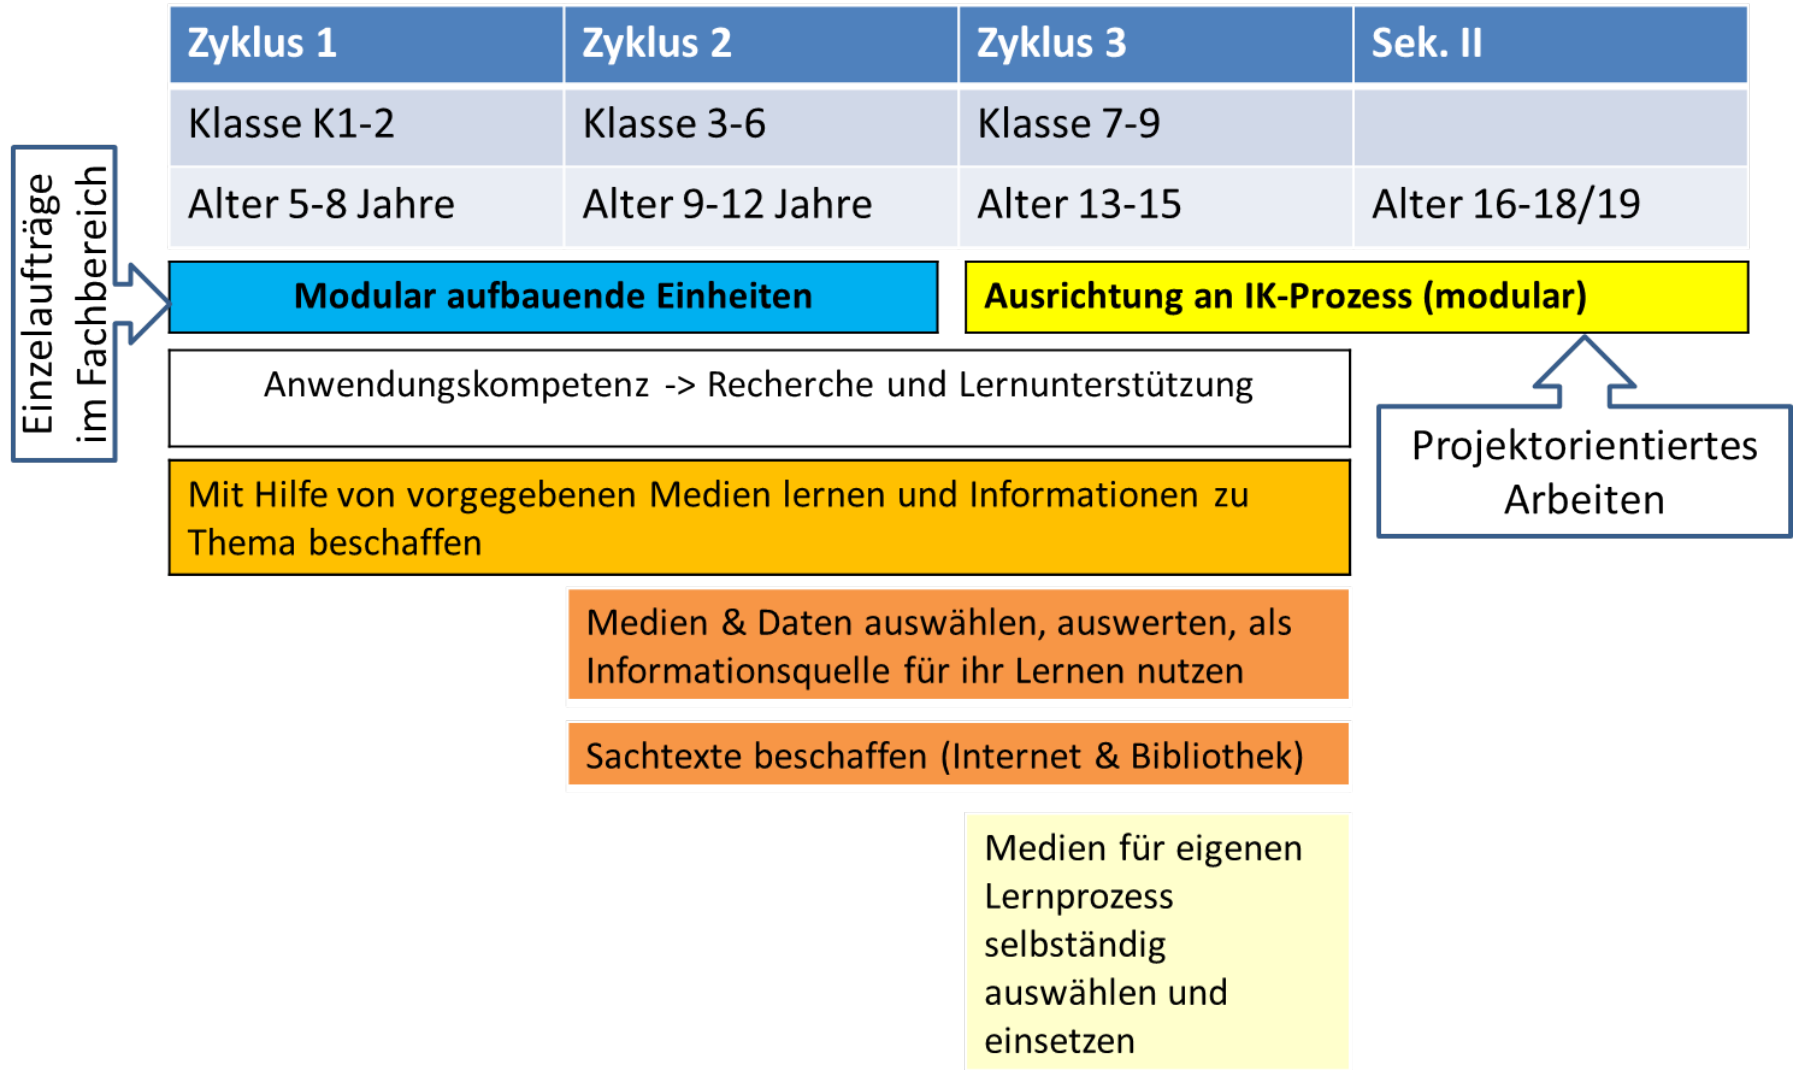 Zyklus 1
Zyklus 2
Zyklus 3
Sek. II
Klasse K1-2
Klasse 3-6
Klasse 7-9
Alter 5-8 Jahre
Alter 9-12 Jahre
Alter 13-15
Alter 16-18/19
Einzelaufträge
im Fachbereich
Modular aufbauende Einheiten
Ausrichtung an IK-Prozess (modular)
Anwendungskompetenz -> Recherche und Lernunterstützung
Projektorientiertes
Arbeiten
Mit Hilfe von vorgegebenen Medien lernen und Informationen zu
Thema beschaffen
Medien & Daten auswählen, auswerten, als
Informationsquelle für ihr Lernen nutzen
Sachtexte beschaffen (Internet & Bibliothek)
Medien für eigenen
Lernprozess
selbständig
auswählen und
einsetzen